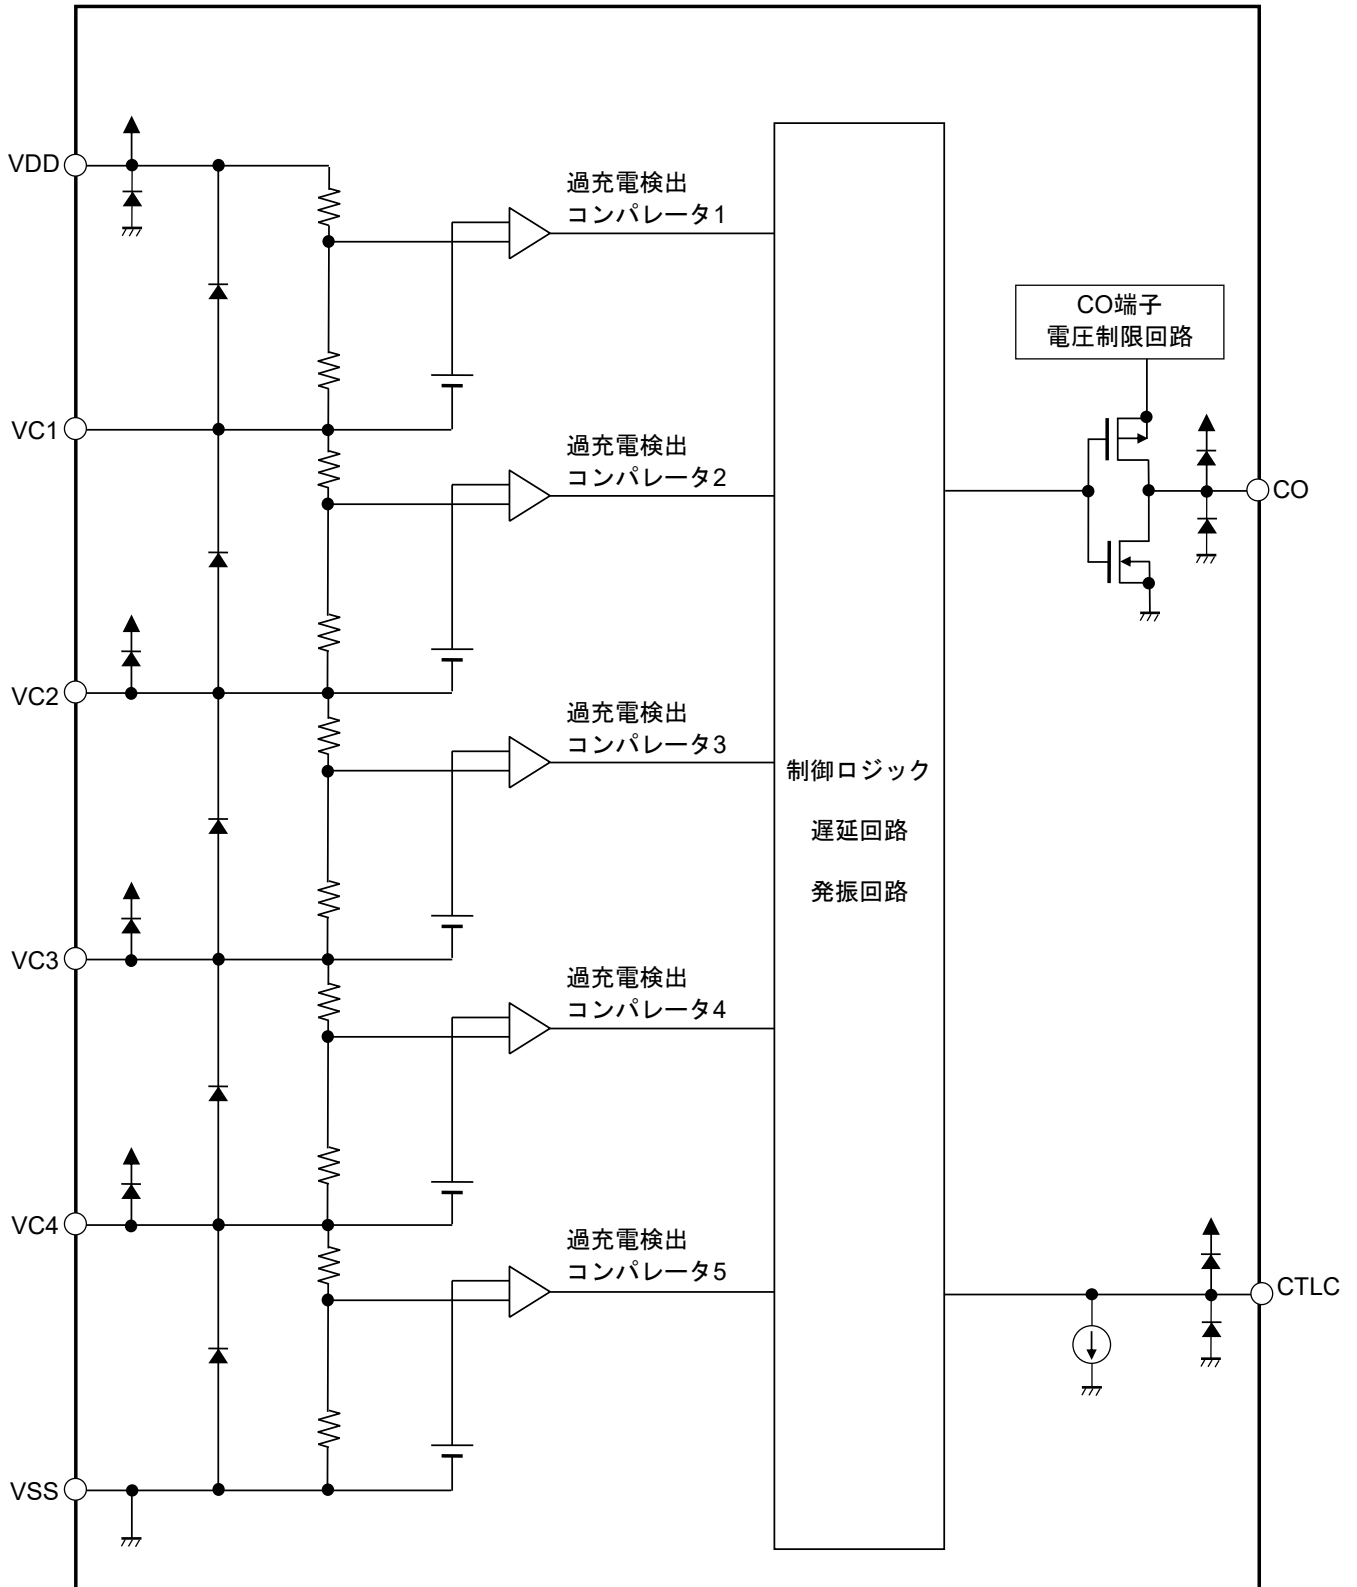 VDD
過充電検出
コンパレータ1
CO端子
電圧制限回路
VC1
過充電検出
コンパレータ2
CO
VC2
過充電検出
コンパレータ3
制御ロジック
遅延回路
発振回路
VC3
過充電検出
コンパレータ4
VC4
過充電検出
コンパレータ5
CTLC
VSS